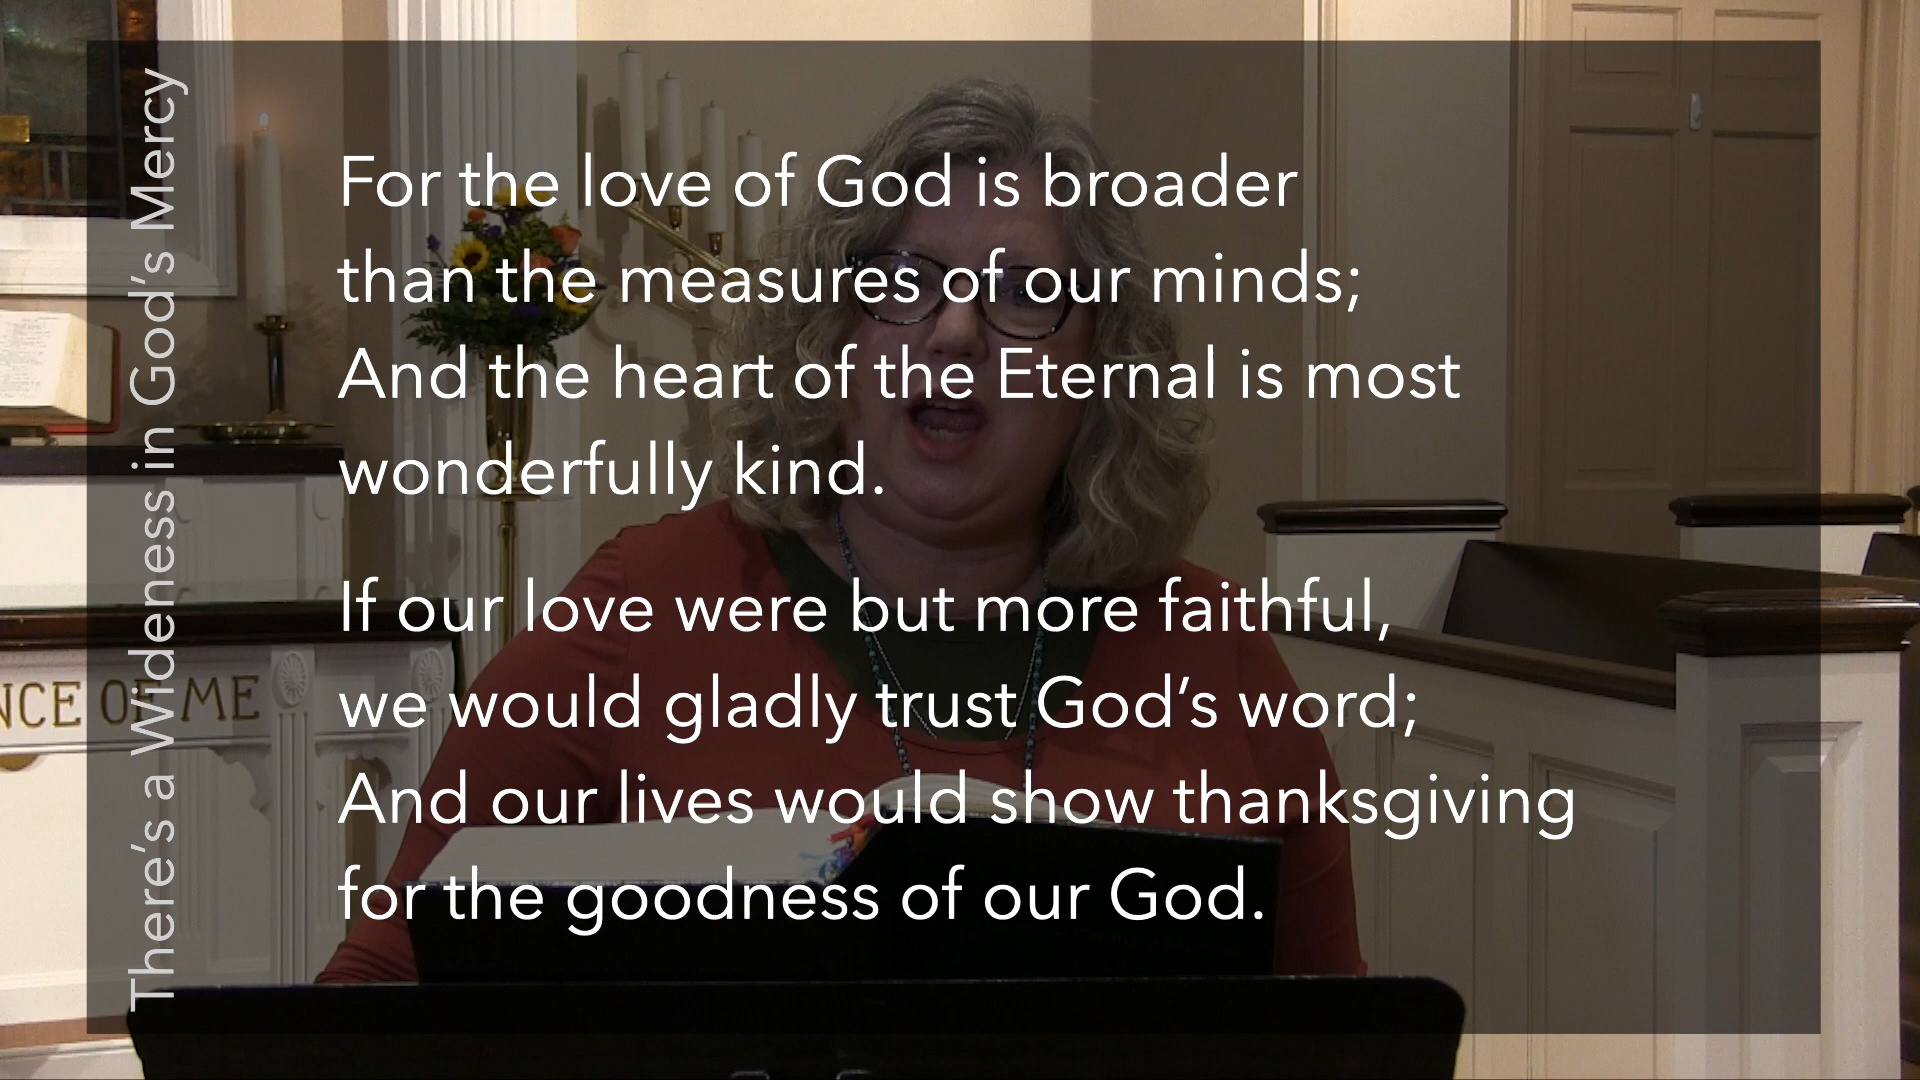 There's a Wideness in God's Mercy
For the love of God is broader
than the measures of our minds;
And the heart of the Eternal is most
wonderfully kind.
If our love were but more faithful,
we would gladly trust God's word;
And our lives would show thanksgiving
for the goodness of our God.
OF ME